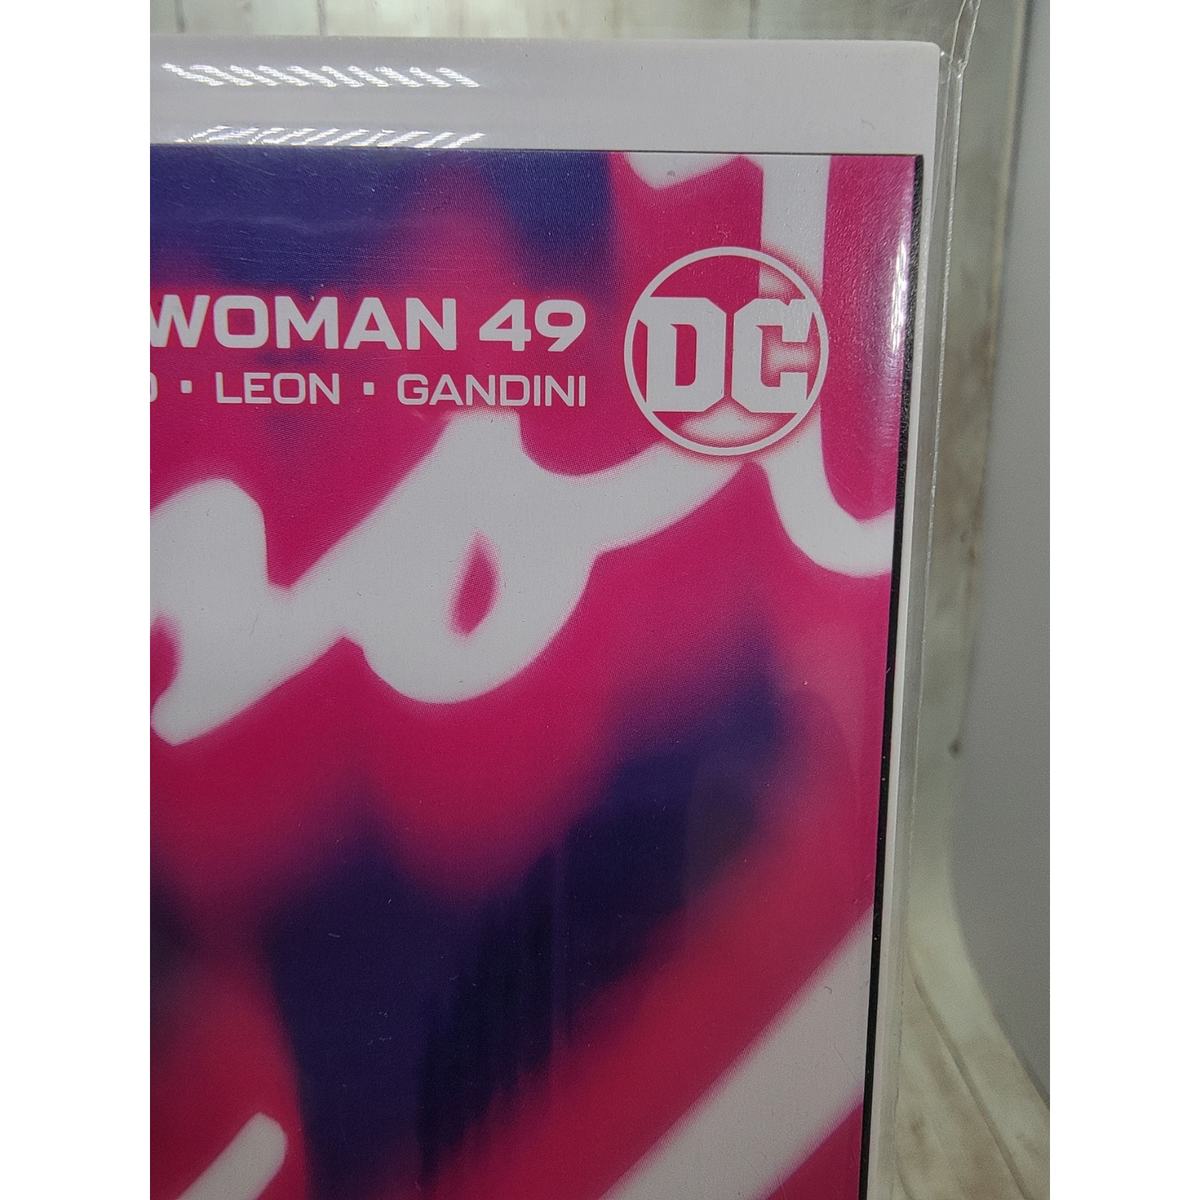 WOMAN 49
DC
· LEON · GANDINI